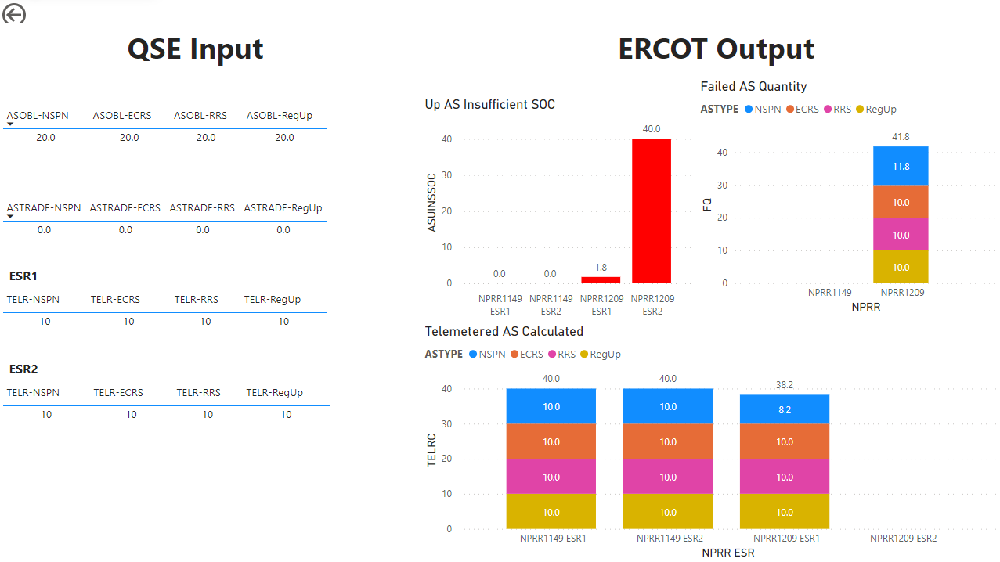 QSE Input
ASOBL-NSPN ASOBL-ECRS ASOBL-RRS ASOBL-RegUp
20.0 20.0 20.0 20.0
ASTRADE-NSPN ASTRADE-ECRS ASTRADE-RRS ASTRADE-RegUp
0.0 0.0 0.0 0.0
ESR1
TELR-NSPN TELR-ECRS TELR-RRS TELR-RegUp
10 10 10 10
ESR2
TELR-NSPN TELR-ECRS TELR-RRS TELR-RegUp
10 10 10 10
ERCOT Output
Up AS Insufficient SOC
ASUINSSOC
40
30
20
10
0
0.0 0.0 1.8 40.0
NPRR1149 NPRR1149 NPRR1209 NPRR1209
ESR1 ESR2 ESR1 ESR2
Failed AS Quantity
ASTYPE NSPN ECRS RRS RegUp
FQ
40
30
20
10
0
41.8
11.8
10.0
10.0
10.0
NPRR1149 NPRR1209
NPRR
Telemetered AS Calculated
ASTYPE NSPN ECRS RRS RegUp
TELRC
40
30
20
10
0
40.0 40.0 38.2
10.0 10.0 8.2
10.0 10.0 10.0
10.0 10.0 10.0
10.0 10.0 10.0
NPRR1149 ESR1 NPRR1149 ESR2 NPRR1209 ESR1 NPRR1209 ESR2
NPRR ESR